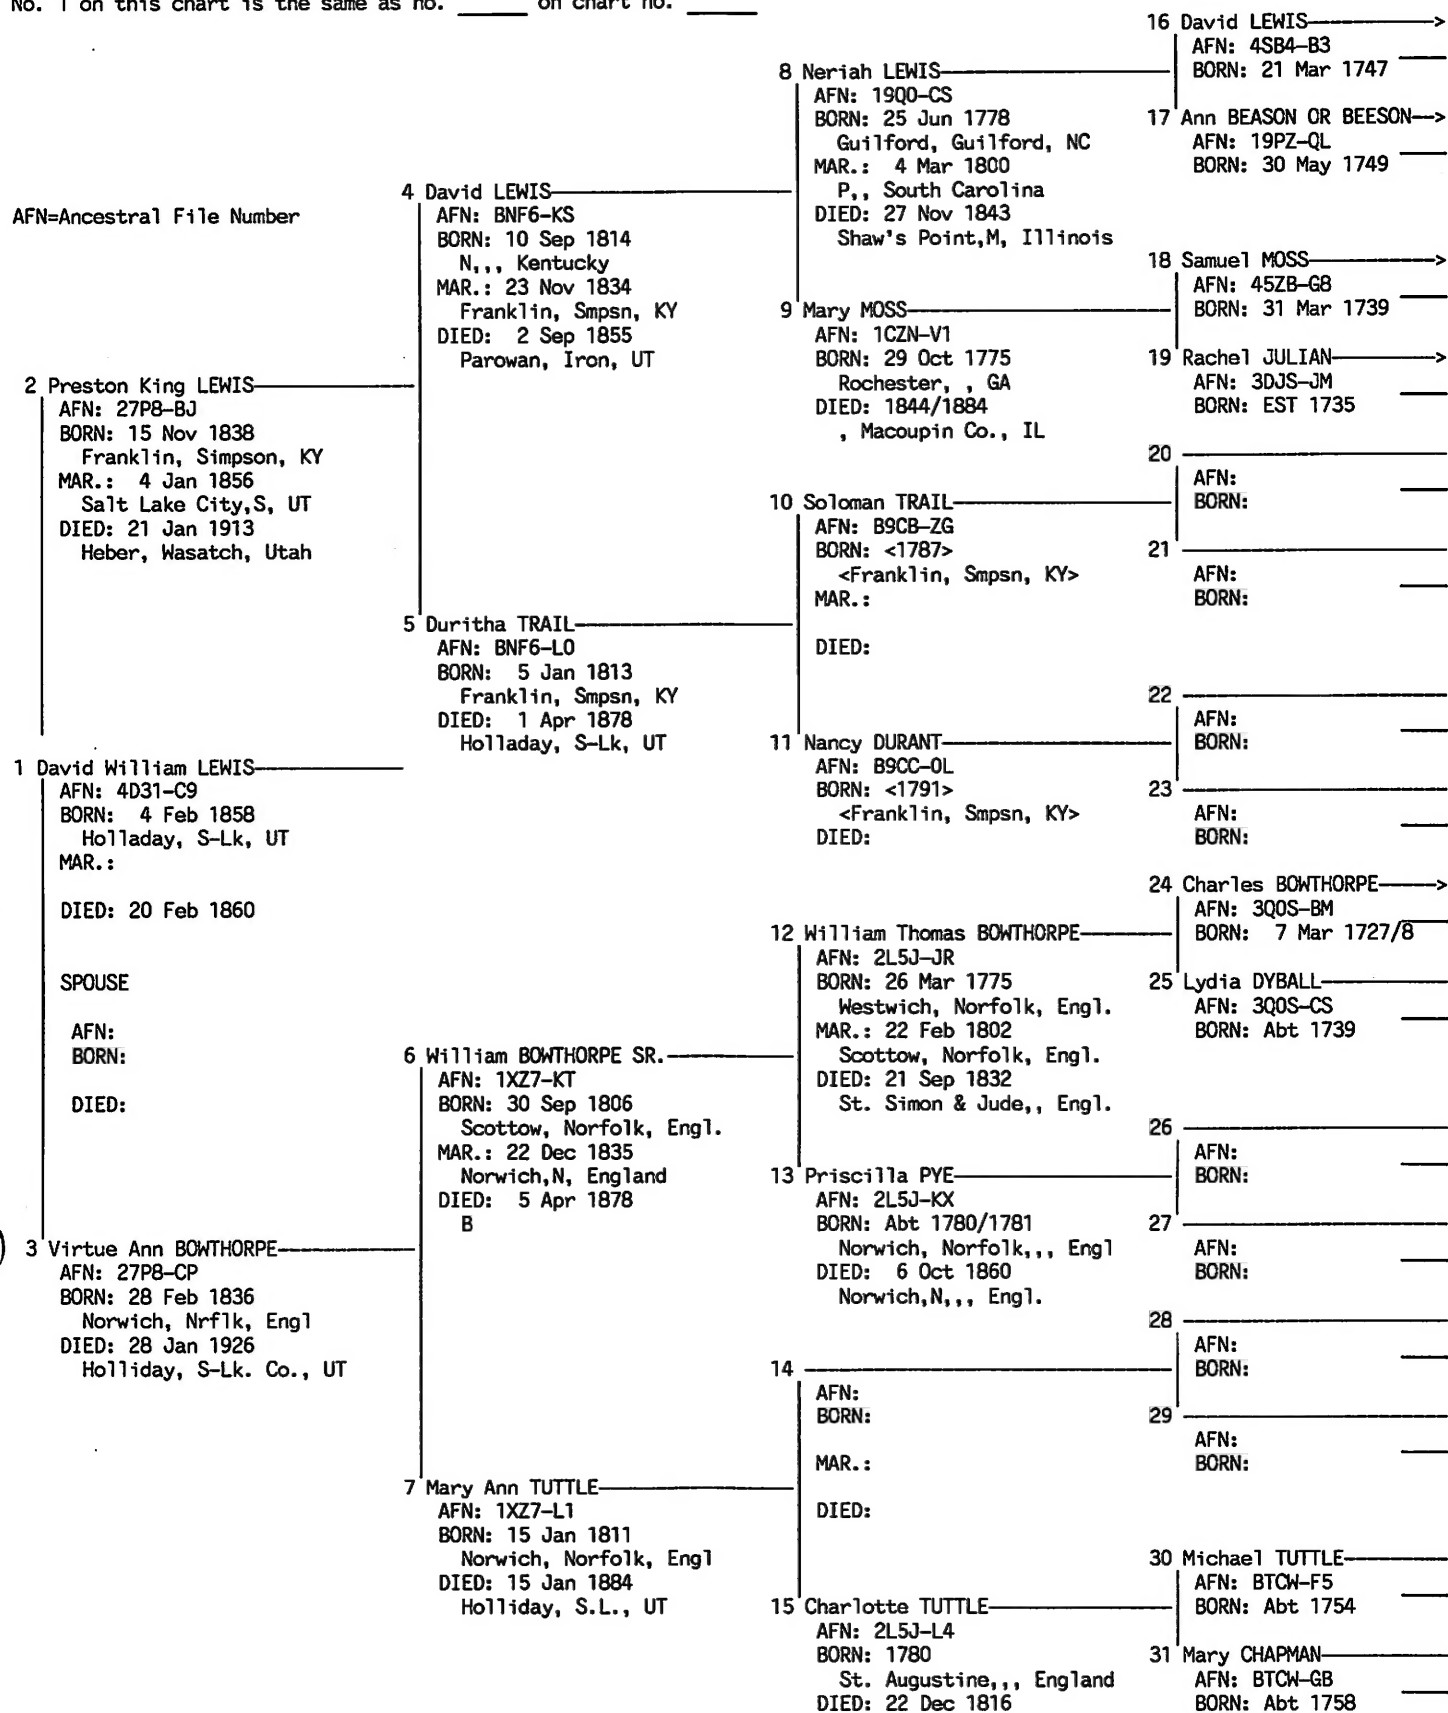 No. 1 on this chart is the same as no. _____ on chart no. _____
AFN=Ancestral File Number
1 David William LEWIS
AFN: 4D31-C9
BORN: 4 Feb 1858
Holladay, S-Lk, UT
MAR.:
DIED: 20 Feb 1860
SPOUSE
AFN:
BORN:
DIED:
2 Preston King LEWIS
AFN: 27P8-BJ
BORN: 15 Nov 1838
Franklin, Simpson, KY
MAR.: 4 Jan 1856
Salt Lake City,S, UT
DIED: 21 Jan 1913
Heber, Wasatch, Utah
3 Virtue Ann BOWTHORPE
AFN: 27P8-CP
BORN: 28 Feb 1836
Norwich, Nrflk, Engl
DIED: 28 Jan 1926
Holliday, S-Lk. Co., UT
4 David LEWIS
AFN: BNF6-KS
BORN: 10 Sep 1814
N,,, Kentucky
MAR.: 23 Nov 1834
Franklin, Smpsn, KY
DIED: 2 Sep 1855
Parowan, Iron, UT
5 Duritha TRAIL
AFN: BNF6-L0
BORN: 5 Jan 1813
Franklin, Smpsn, KY
DIED: 1 Apr 1878
Holladay, S-Lk, UT
6 William BOWTHORPE SR.
AFN: 1XZ7-KT
BORN: 30 Sep 1806
Scottow, Norfolk, Engl.
MAR.: 22 Dec 1835
Norwich,N, England
DIED: 5 Apr 1878
B
7 Mary Ann TUTTLE
AFN: 1XZ7-L1
BORN: 15 Jan 1811
Norwich, Norfolk, Engl
DIED: 15 Jan 1884
Holliday, S.L., UT
8 Neriah LEWIS
AFN: 19Q0-CS
BORN: 25 Jun 1778
Guilford, Guilford, NC
MAR.: 4 Mar 1800
P,, South Carolina
DIED: 27 Nov 1843
Shaw's Point,M, Illinois
9 Mary MOSS
AFN: 1CZN-V1
BORN: 29 Oct 1775
Rochester, , GA
DIED: 1844/1884
, Macoupin Co., IL
10 Soloman TRAIL
AFN: B9CB-ZG
BORN: <1787>
<Franklin, Smpsn, KY>
MAR.:
DIED:
11 Nancy DURANT
AFN: B9CC-0L
BORN: <1791>
<Franklin, Smpsn, KY>
DIED:
12 William Thomas BOWTHORPE
AFN: 2L5J-JR
BORN: 26 Mar 1775
Westwich, Norfolk, Engl.
MAR.: 22 Feb 1802
Scottow, Norfolk, Engl.
DIED: 21 Sep 1832
St. Simon & Jude,, Engl.
13 Priscilla PYE
AFN: 2L5J-KX
BORN: Abt 1780/1781
Norwich, Norfolk,,, Engl
DIED: 6 Oct 1860
Norwich,N,,, Engl.
14
AFN:
BORN:
MAR.:
DIED:
15 Charlotte TUTTLE
AFN: 2L5J-L4
BORN: 1780
St. Augustine,,, England
DIED: 22 Dec 1816
16 David LEWIS
AFN: 4SB4-B3
BORN: 21 Mar 1747
17 Ann BEASON OR BEESON
AFN: 19PZ-QL
BORN: 30 May 1749
18 Samuel MOSS
AFN: 45ZB-G8
BORN: 31 Mar 1739
19 Rachel JULIAN
AFN: 3DJS-JM
BORN: EST 1735
20
AFN:
BORN:
21
AFN:
BORN:
22
AFN:
BORN:
23
AFN:
BORN:
24 Charles BOWTHORPE
AFN: 3Q0S-BM
BORN: 7 Mar 1727/8
25 Lydia DYBALL
AFN: 3Q0S-CS
BORN: Abt 1739
26
AFN:
BORN:
27
AFN:
BORN:
28
AFN:
BORN:
29
AFN:
BORN:
30 Michael TUTTLE
AFN: BTCW-F5
BORN: Abt 1754
31 Mary CHAPMAN
AFN: BTCW-GB
BORN: Abt 1758